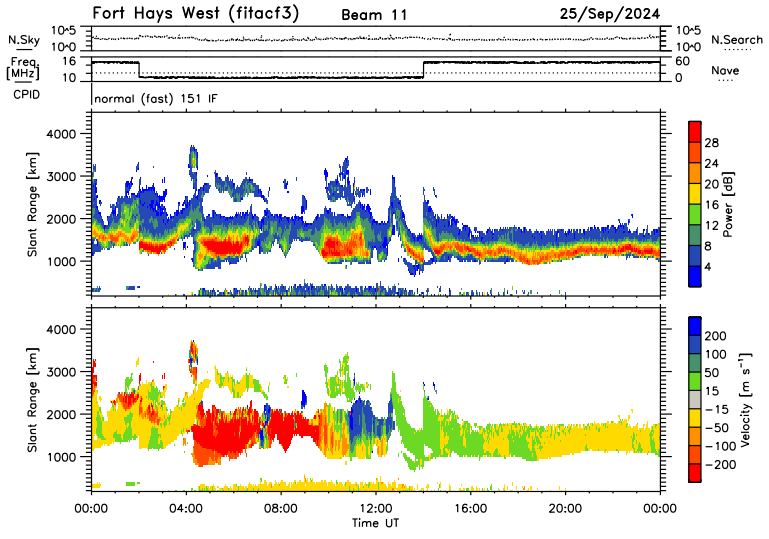 Fort Hays West (fitacf3) Beam 11 25/Sep/2024
N.Sky 10^5 10^0 10^5 10^0 N.Search
Freq. [MHz] 16 10 60 0 Nave
CPID normal (fast) 151 IF
4000
3000
2000
1000
Slant Range [km]
28
24
20
16
12
8
4
Power [dB]
4000
3000
2000
1000
Slant Range [km]
200
100
50
15
-15
-50
-100
-200
Velocity [m s⁻¹]
00:00 04:00 08:00 12:00 16:00 20:00 00:00
Time UT